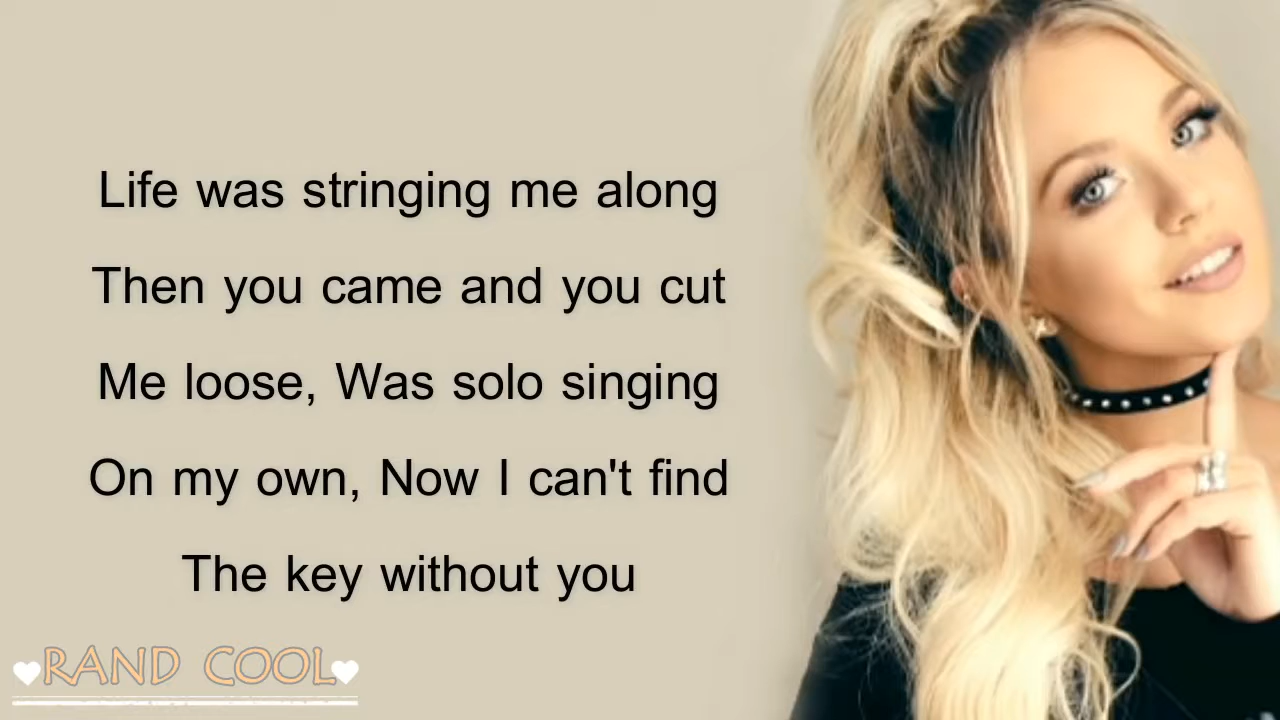 Life was stringing me along
Then you came and you cut
Me loose, Was solo singing
On my own, Now I can't find
The key without you
RAND COOL